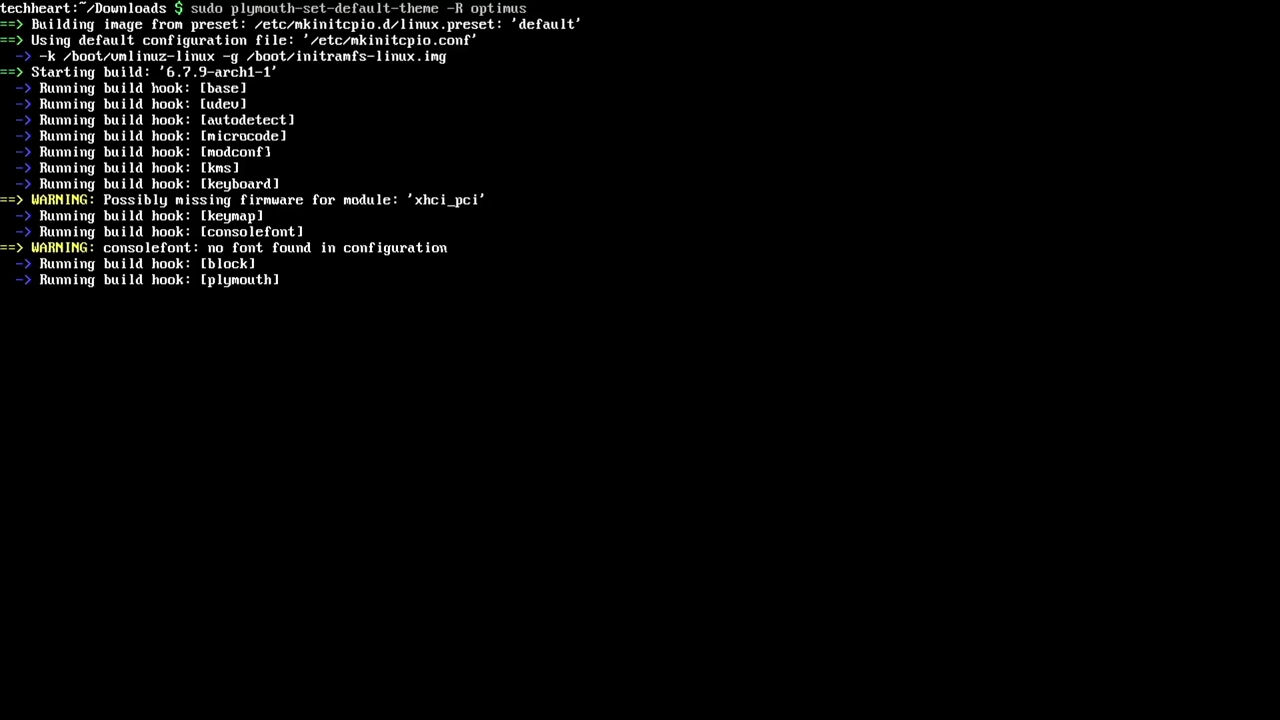 techheart:~/Downloads $ sudo plymouth-set-default-theme -R optimus
==> Building image from preset: /etc/mkinitcpio.d/linux.preset: 'default'
==> Using default configuration file: '/etc/mkinitcpio.conf'
  -> -k /boot/vmlinuz-linux -g /boot/initramfs-linux.img
==> Starting build: '6.7.9-arch1-1'
  -> Running build hook: [base]
  -> Running build hook: [udev]
  -> Running build hook: [autodetect]
  -> Running build hook: [microcode]
  -> Running build hook: [modconf]
  -> Running build hook: [kms]
  -> Running build hook: [keyboard]
==> WARNING: Possibly missing firmware for module: 'xhci_pci'
  -> Running build hook: [keymap]
  -> Running build hook: [consolefont]
==> WARNING: consolefont: no font found in configuration
  -> Running build hook: [block]
  -> Running build hook: [plymouth]